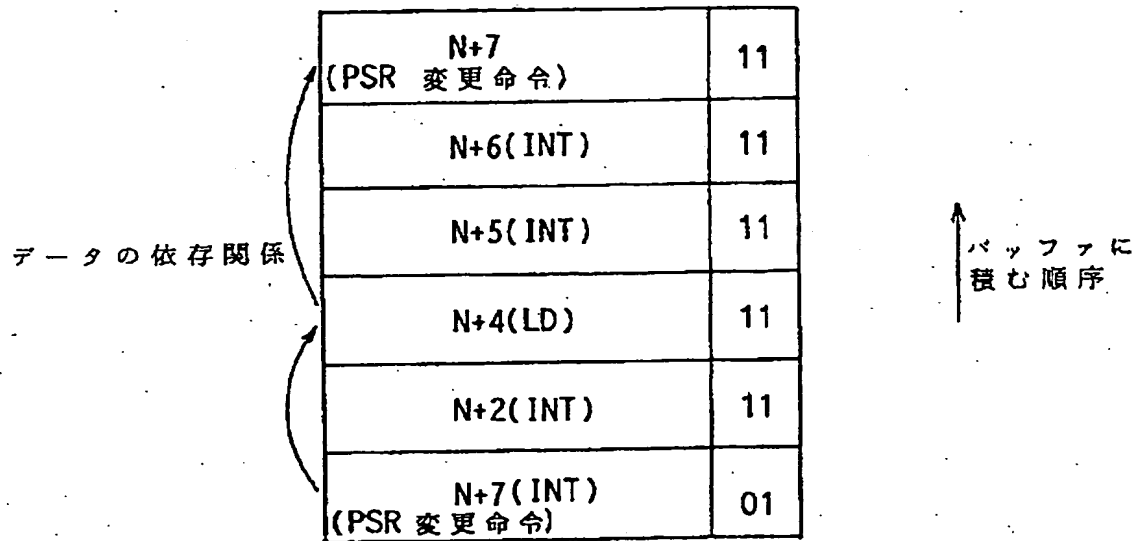 N+7
(PSR 変更命令)
11
N+6(INT)
11
N+5(INT)
11
データの依存関係
バッファに
積む順序
N+4(LD)
11
N+2(INT)
11
N+7(INT)
(PSR 変更命令)
01